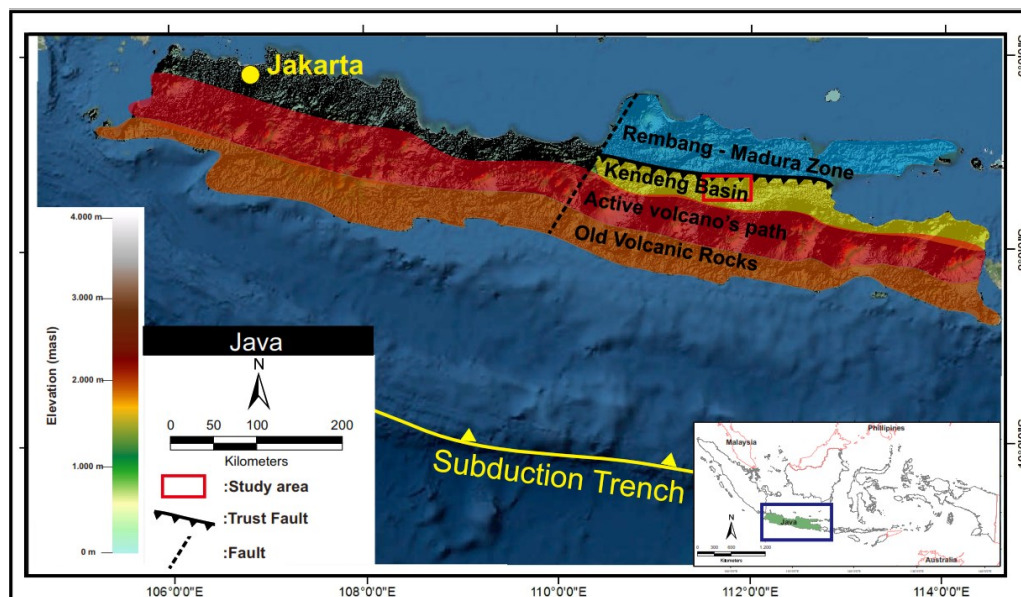 Jakarta
Rembang - Madura Zone
Kendeng Basin
Active volcano's path
Old Volcanic Rocks
Subduction Trench
Elevation (masl)
4.000 m
3.000 m
2.000 m
1.000 m
0 m
Java
N
0 50 100 200
Kilometers
:Study area
:Trust Fault
:Fault
Malaysia
Phillipines
Java
Australia
N
Kilometers
106°0'0"E 108°0'0"E 110°0'0"E 112°0'0"E 114°0'0"E